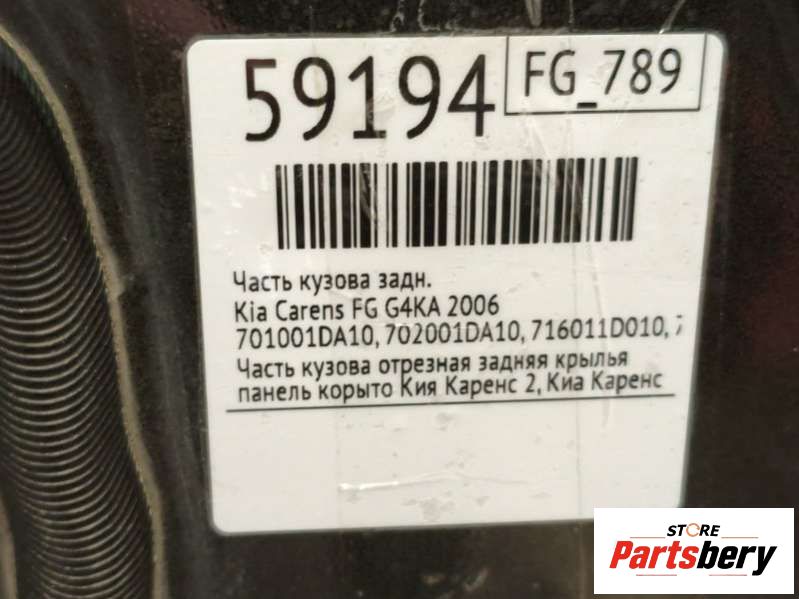 59194 FG_789
Часть кузова задн.
Kia Carens FG G4KA 2006
701001DA10, 702001DA10, 716011D010,
Часть кузова отрезная задняя крылья
панель корыто Кия Каренс 2, Киа Каренс
STORE
Partsbery